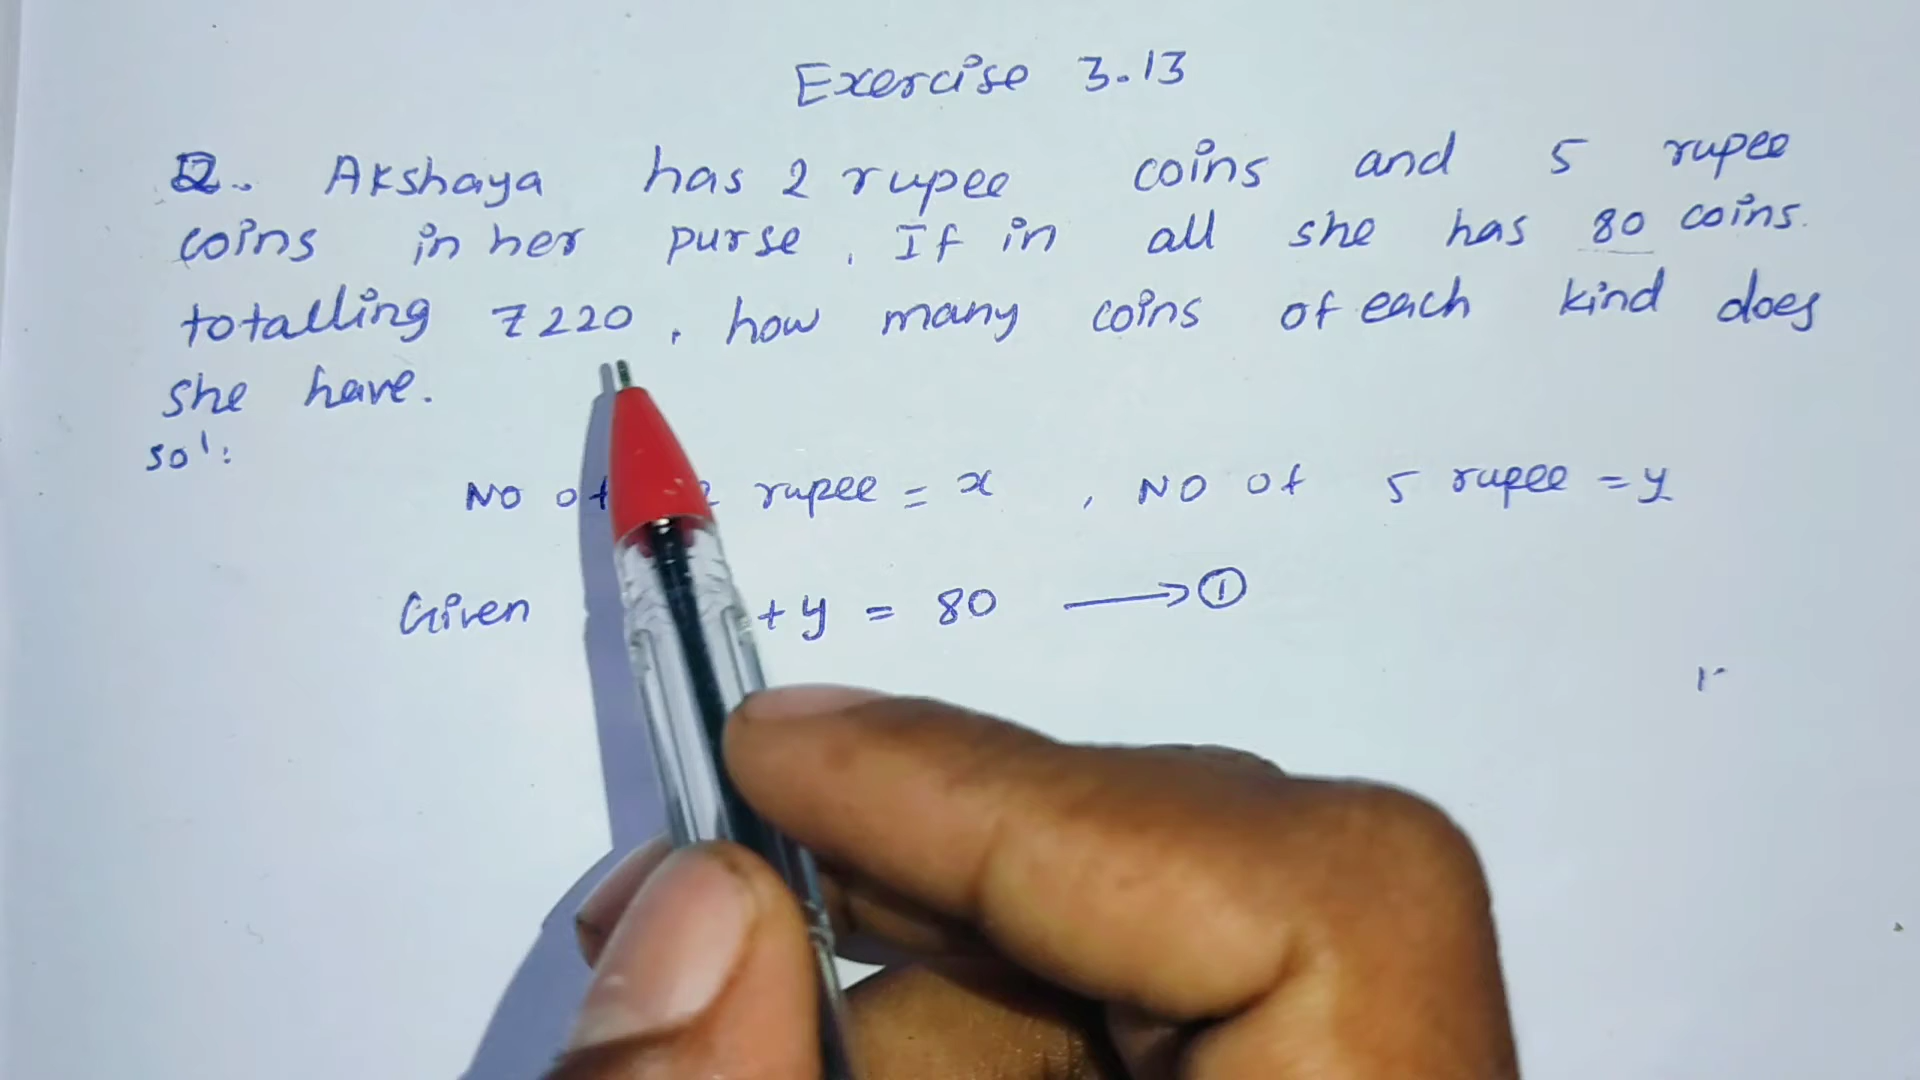 Exercise 3.13
Q. Akshaya has 2 rupee coins and 5 rupee
coins in her purse. If in all she has 80 coins.
totalling ₹220, how many coins of each kind does
she have.
Sol:
No of 2 rupee = x , No of 5 rupee = y
Given + y = 80 → ①